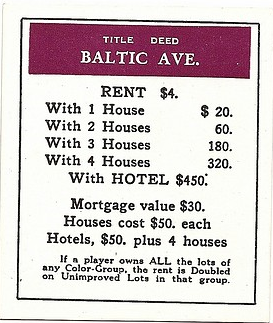 TITLE DEED
BALTIC AVE.
RENT $4.
With 1 House $ 20.
With 2 Houses 60.
With 3 Houses 180.
With 4 Houses 320.
With HOTEL $450.
Mortgage value $30.
Houses cost $50. each
Hotels, $50. plus 4 houses
If a player owns ALL the lots of
any Color-Group, the rent is Doubled
on Unimproved Lots in that group.